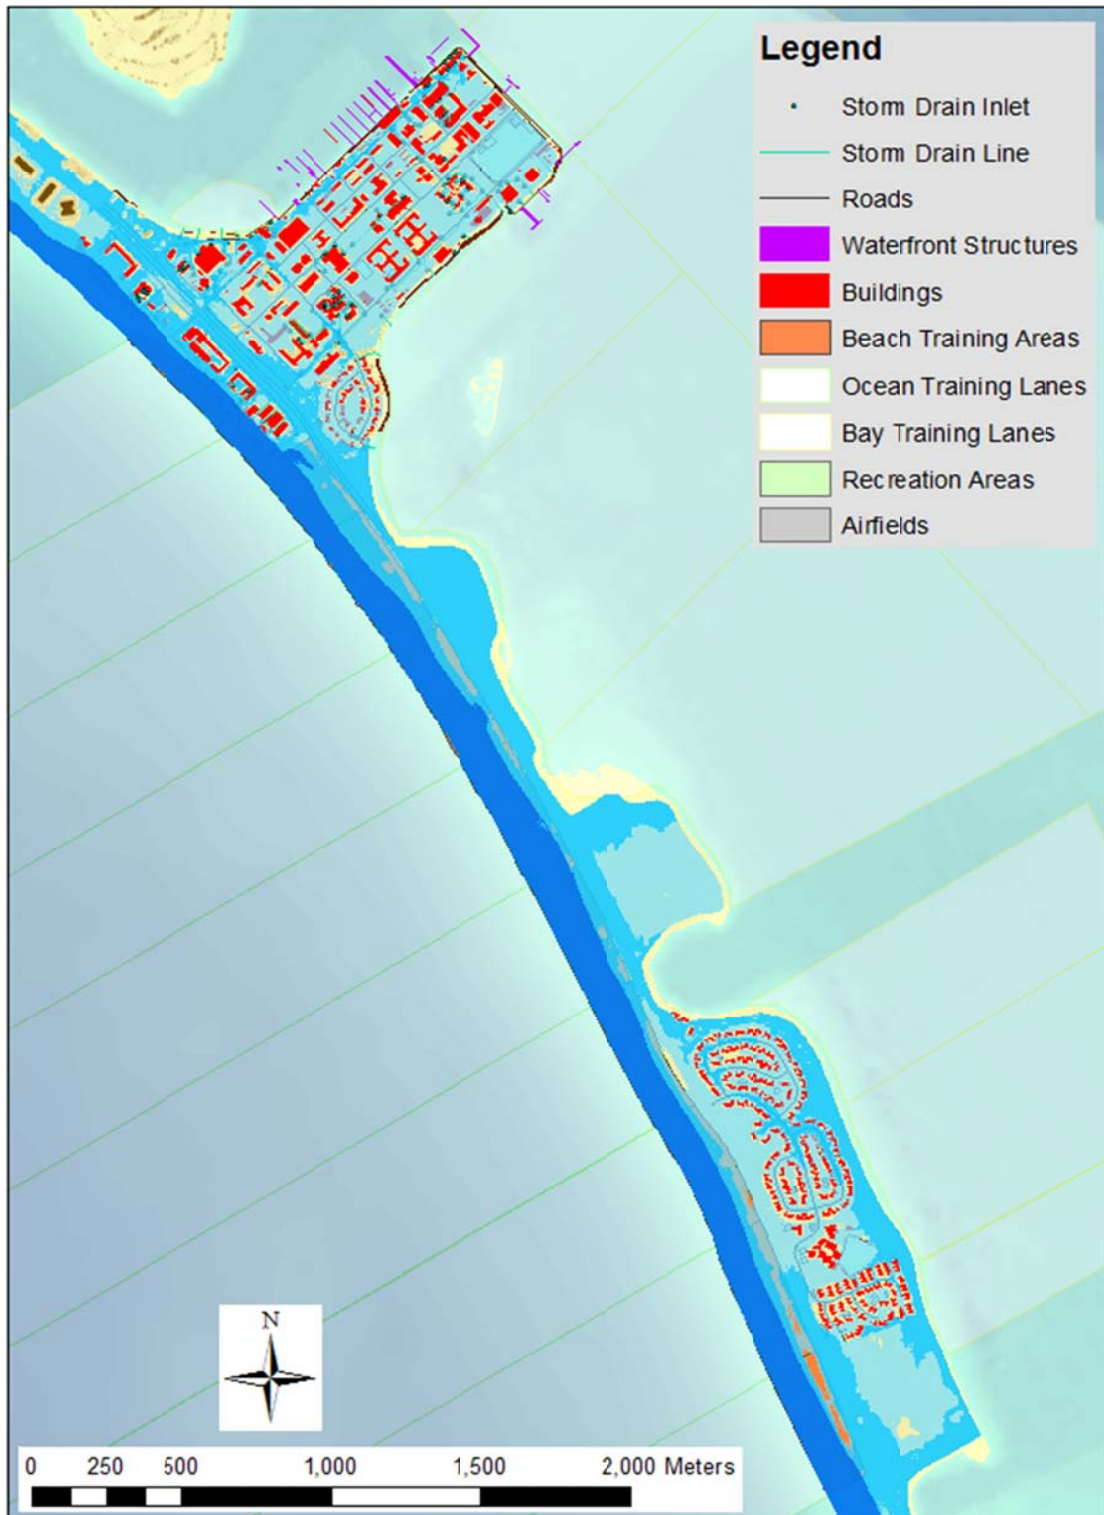 Legend
Storm Drain Inlet
Storm Drain Line
Roads
Waterfront Structures
Buildings
Beach Training Areas
Ocean Training Lanes
Bay Training Lanes
Recreation Areas
Airfields
N
0 250 500 1,000 1,500 2,000 Meters